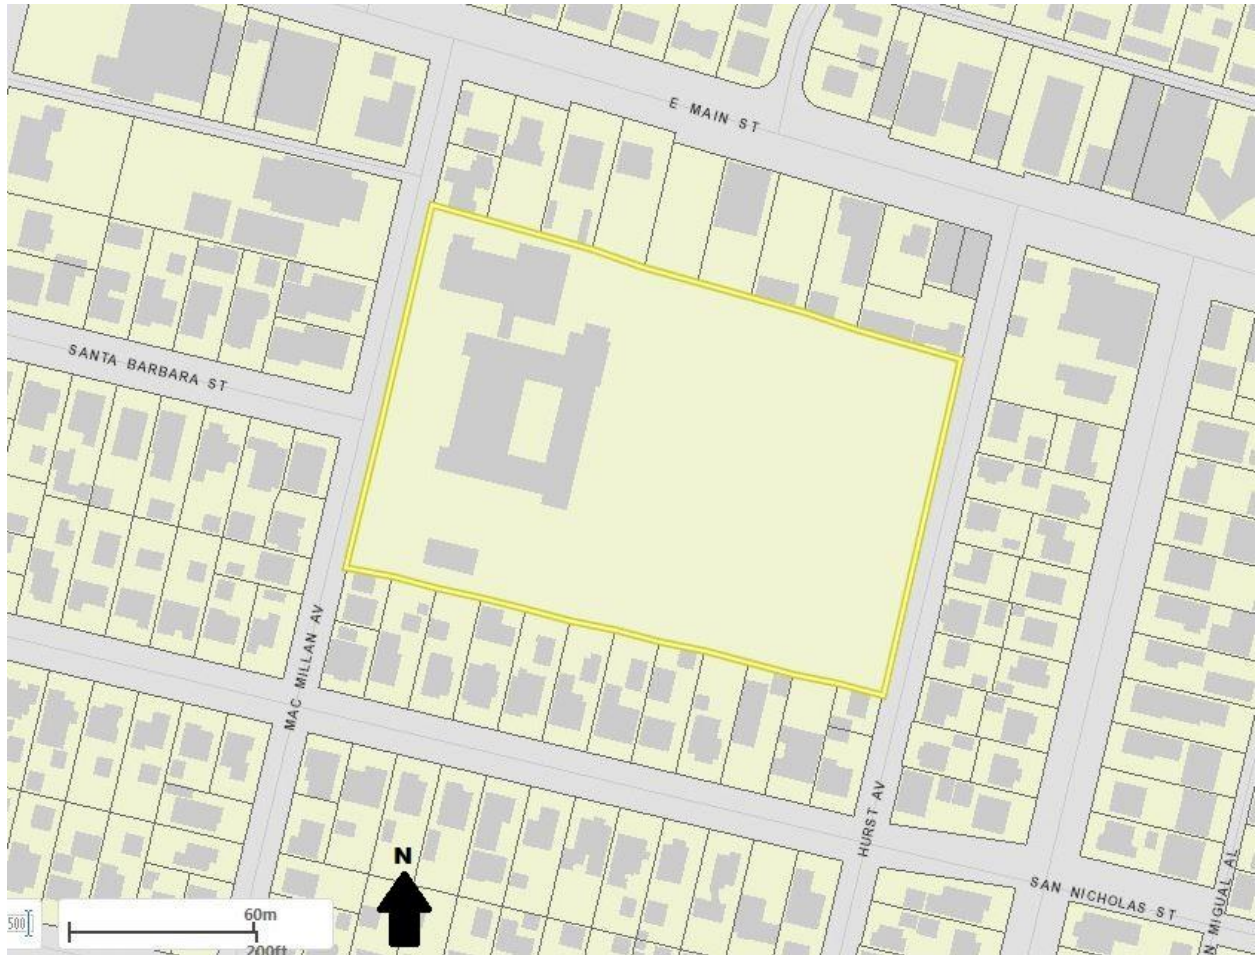 E MAIN ST
SANTA BARBARA ST
MAC MILLAN AV
HURST AV
SAN NICHOLAS ST
N MIGUAL AL
N
500
60m
200ft